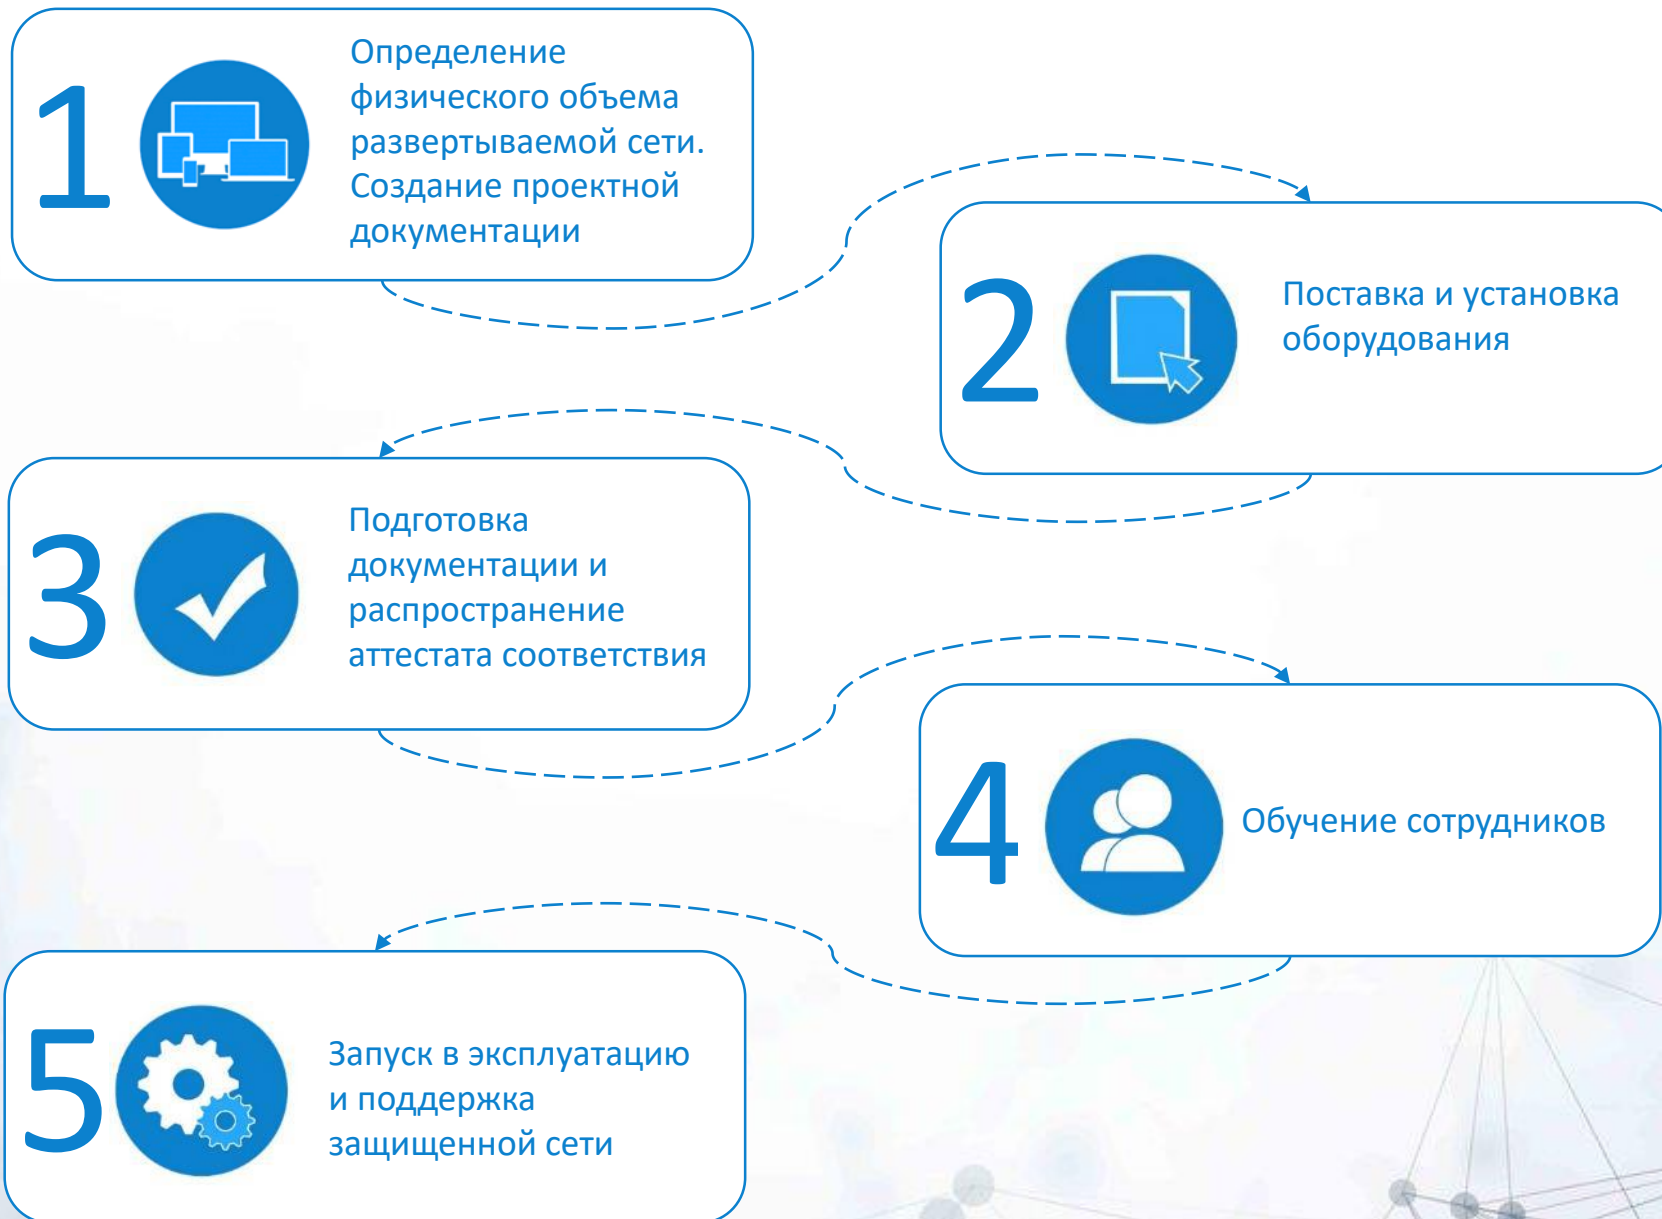 1
Определение
физического объема
развертываемой сети.
Создание проектной
документации
2
Поставка и установка
оборудования
3
Подготовка
документации и
распространение
аттестата соответствия
4
Обучение сотрудников
5
Запуск в эксплуатацию
и поддержка
защищенной сети